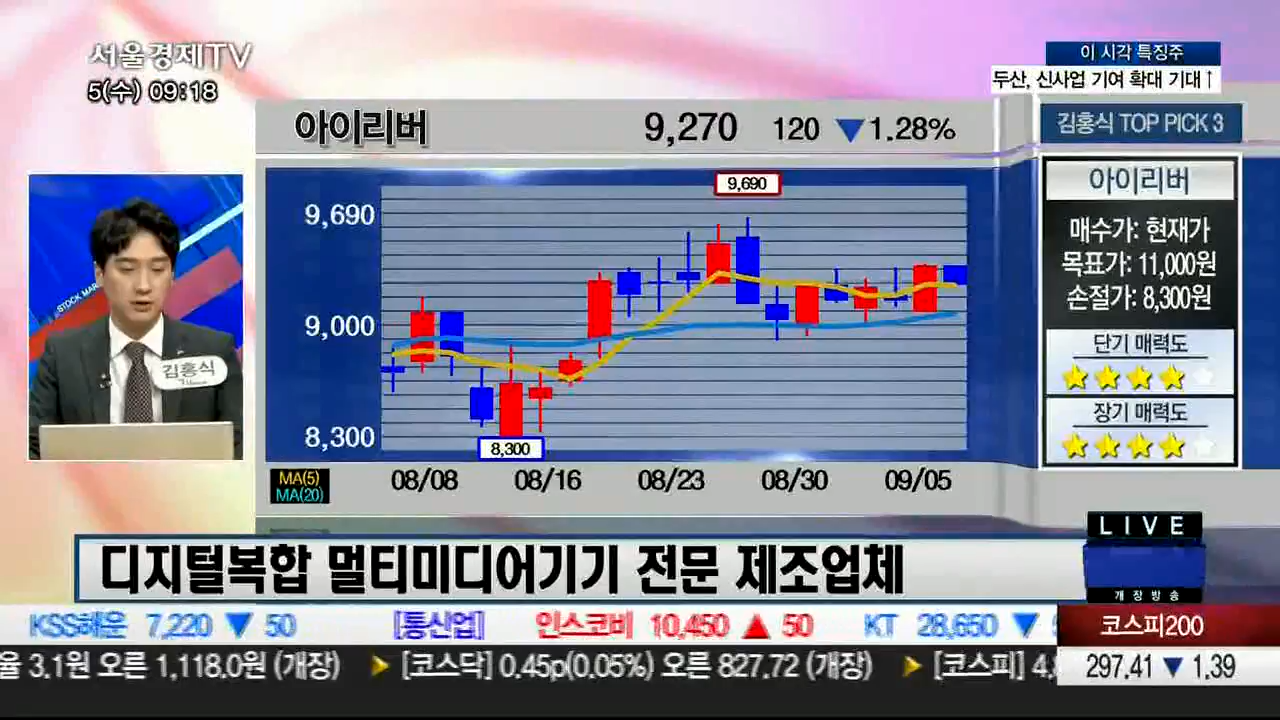 서울경제TV
5(수) 09:18
이 시각 특징주
두산, 신사업 기여 확대 기대↑
아이리버 9,270 120 ▼1.28%
김홍식 TOP PICK 3
아이리버
매수가: 현재가
목표가: 11,000원
손절가: 8,300원
단기 매력도
장기 매력도
STOCK MAR
김홍식
9,690
9,690
9,000
8,300
8,300
MA(5)
MA(20)
08/08 08/16 08/23 08/30 09/05
디지털복합 멀티미디어기기 전문 제조업체
LIVE
개장방송
KSS해운 7,220 ▼ 50 [통신업] 인스코비 10,450 ▲ 50 KT 28,650 ▼
코스피200
율 3.1원 오른 1,118.0원 (개장) ▶ [코스닥] 0.45p(0.05%) 오른 827.72 (개장) ▶ [코스피]
297.41 ▼ 1.39